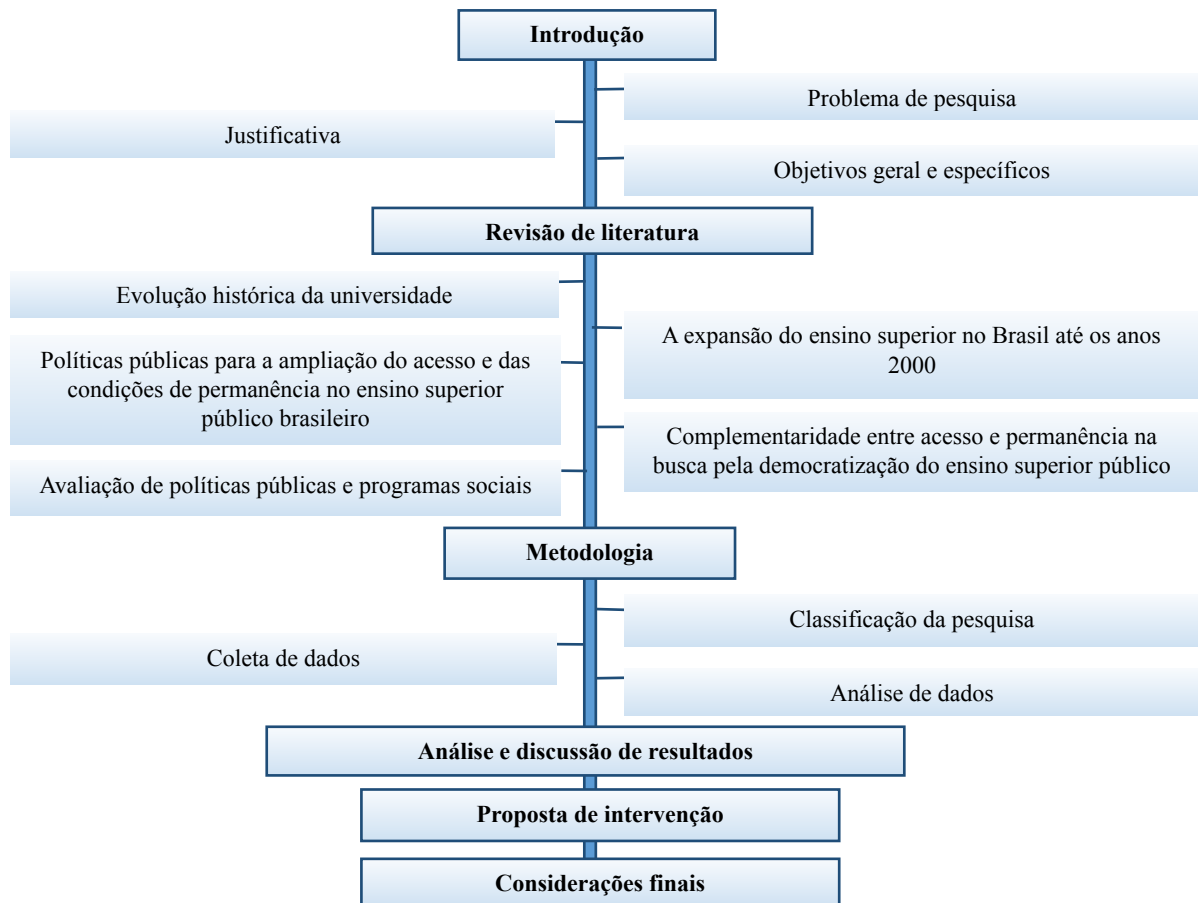 Introdução
Problema de pesquisa
Justificativa
Objetivos geral e específicos
Revisão de literatura
Evolução histórica da universidade
A expansão do ensino superior no Brasil até os anos
2000
Políticas públicas para a ampliação do acesso e das
condições de permanência no ensino superior
público brasileiro
Complementaridade entre acesso e permanência na
busca pela democratização do ensino superior público
Avaliação de políticas públicas e programas sociais
Metodologia
Classificação da pesquisa
Coleta de dados
Análise de dados
Análise e discussão de resultados
Proposta de intervenção
Considerações finais